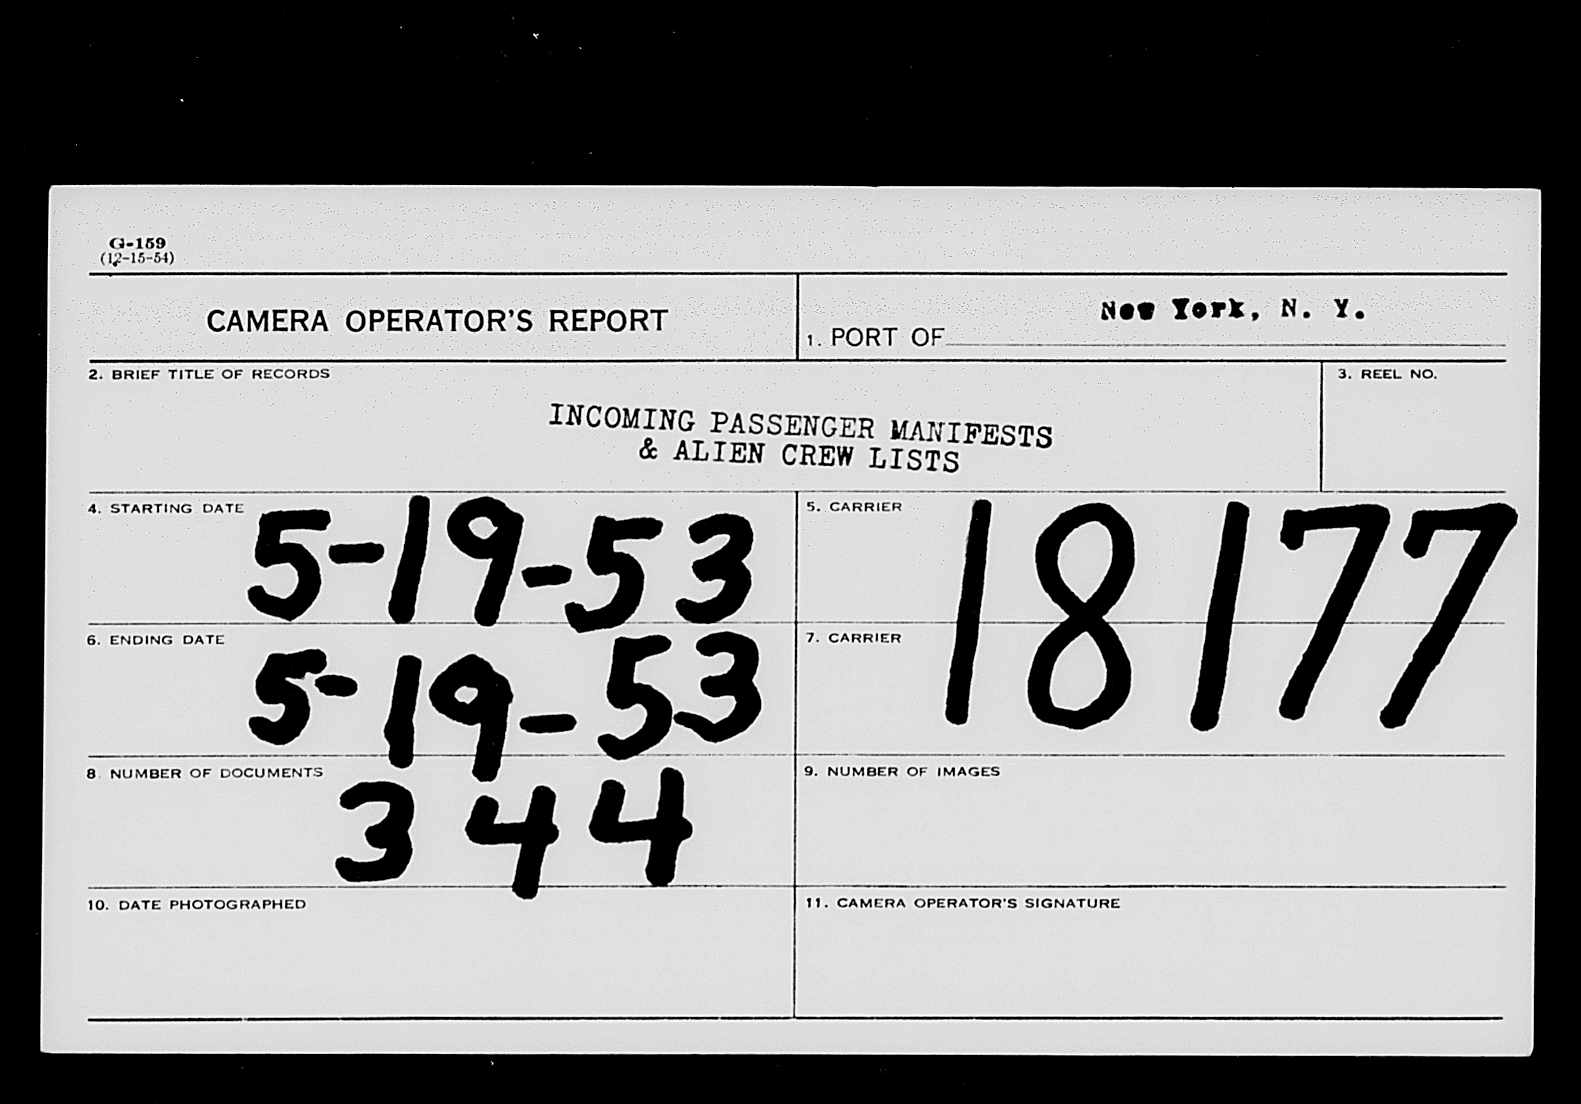 G-159
(12-15-54)
CAMERA OPERATOR'S REPORT
1. PORT OF New York, N. Y.
2. BRIEF TITLE OF RECORDS
INCOMING PASSENGER MANIFESTS
& ALIEN CREW LISTS
3. REEL NO.
4. STARTING DATE 5-19-53
5. CARRIER 18177
6. ENDING DATE 5-19-53
7. CARRIER
8. NUMBER OF DOCUMENTS 344
9. NUMBER OF IMAGES
10. DATE PHOTOGRAPHED
11. CAMERA OPERATOR'S SIGNATURE